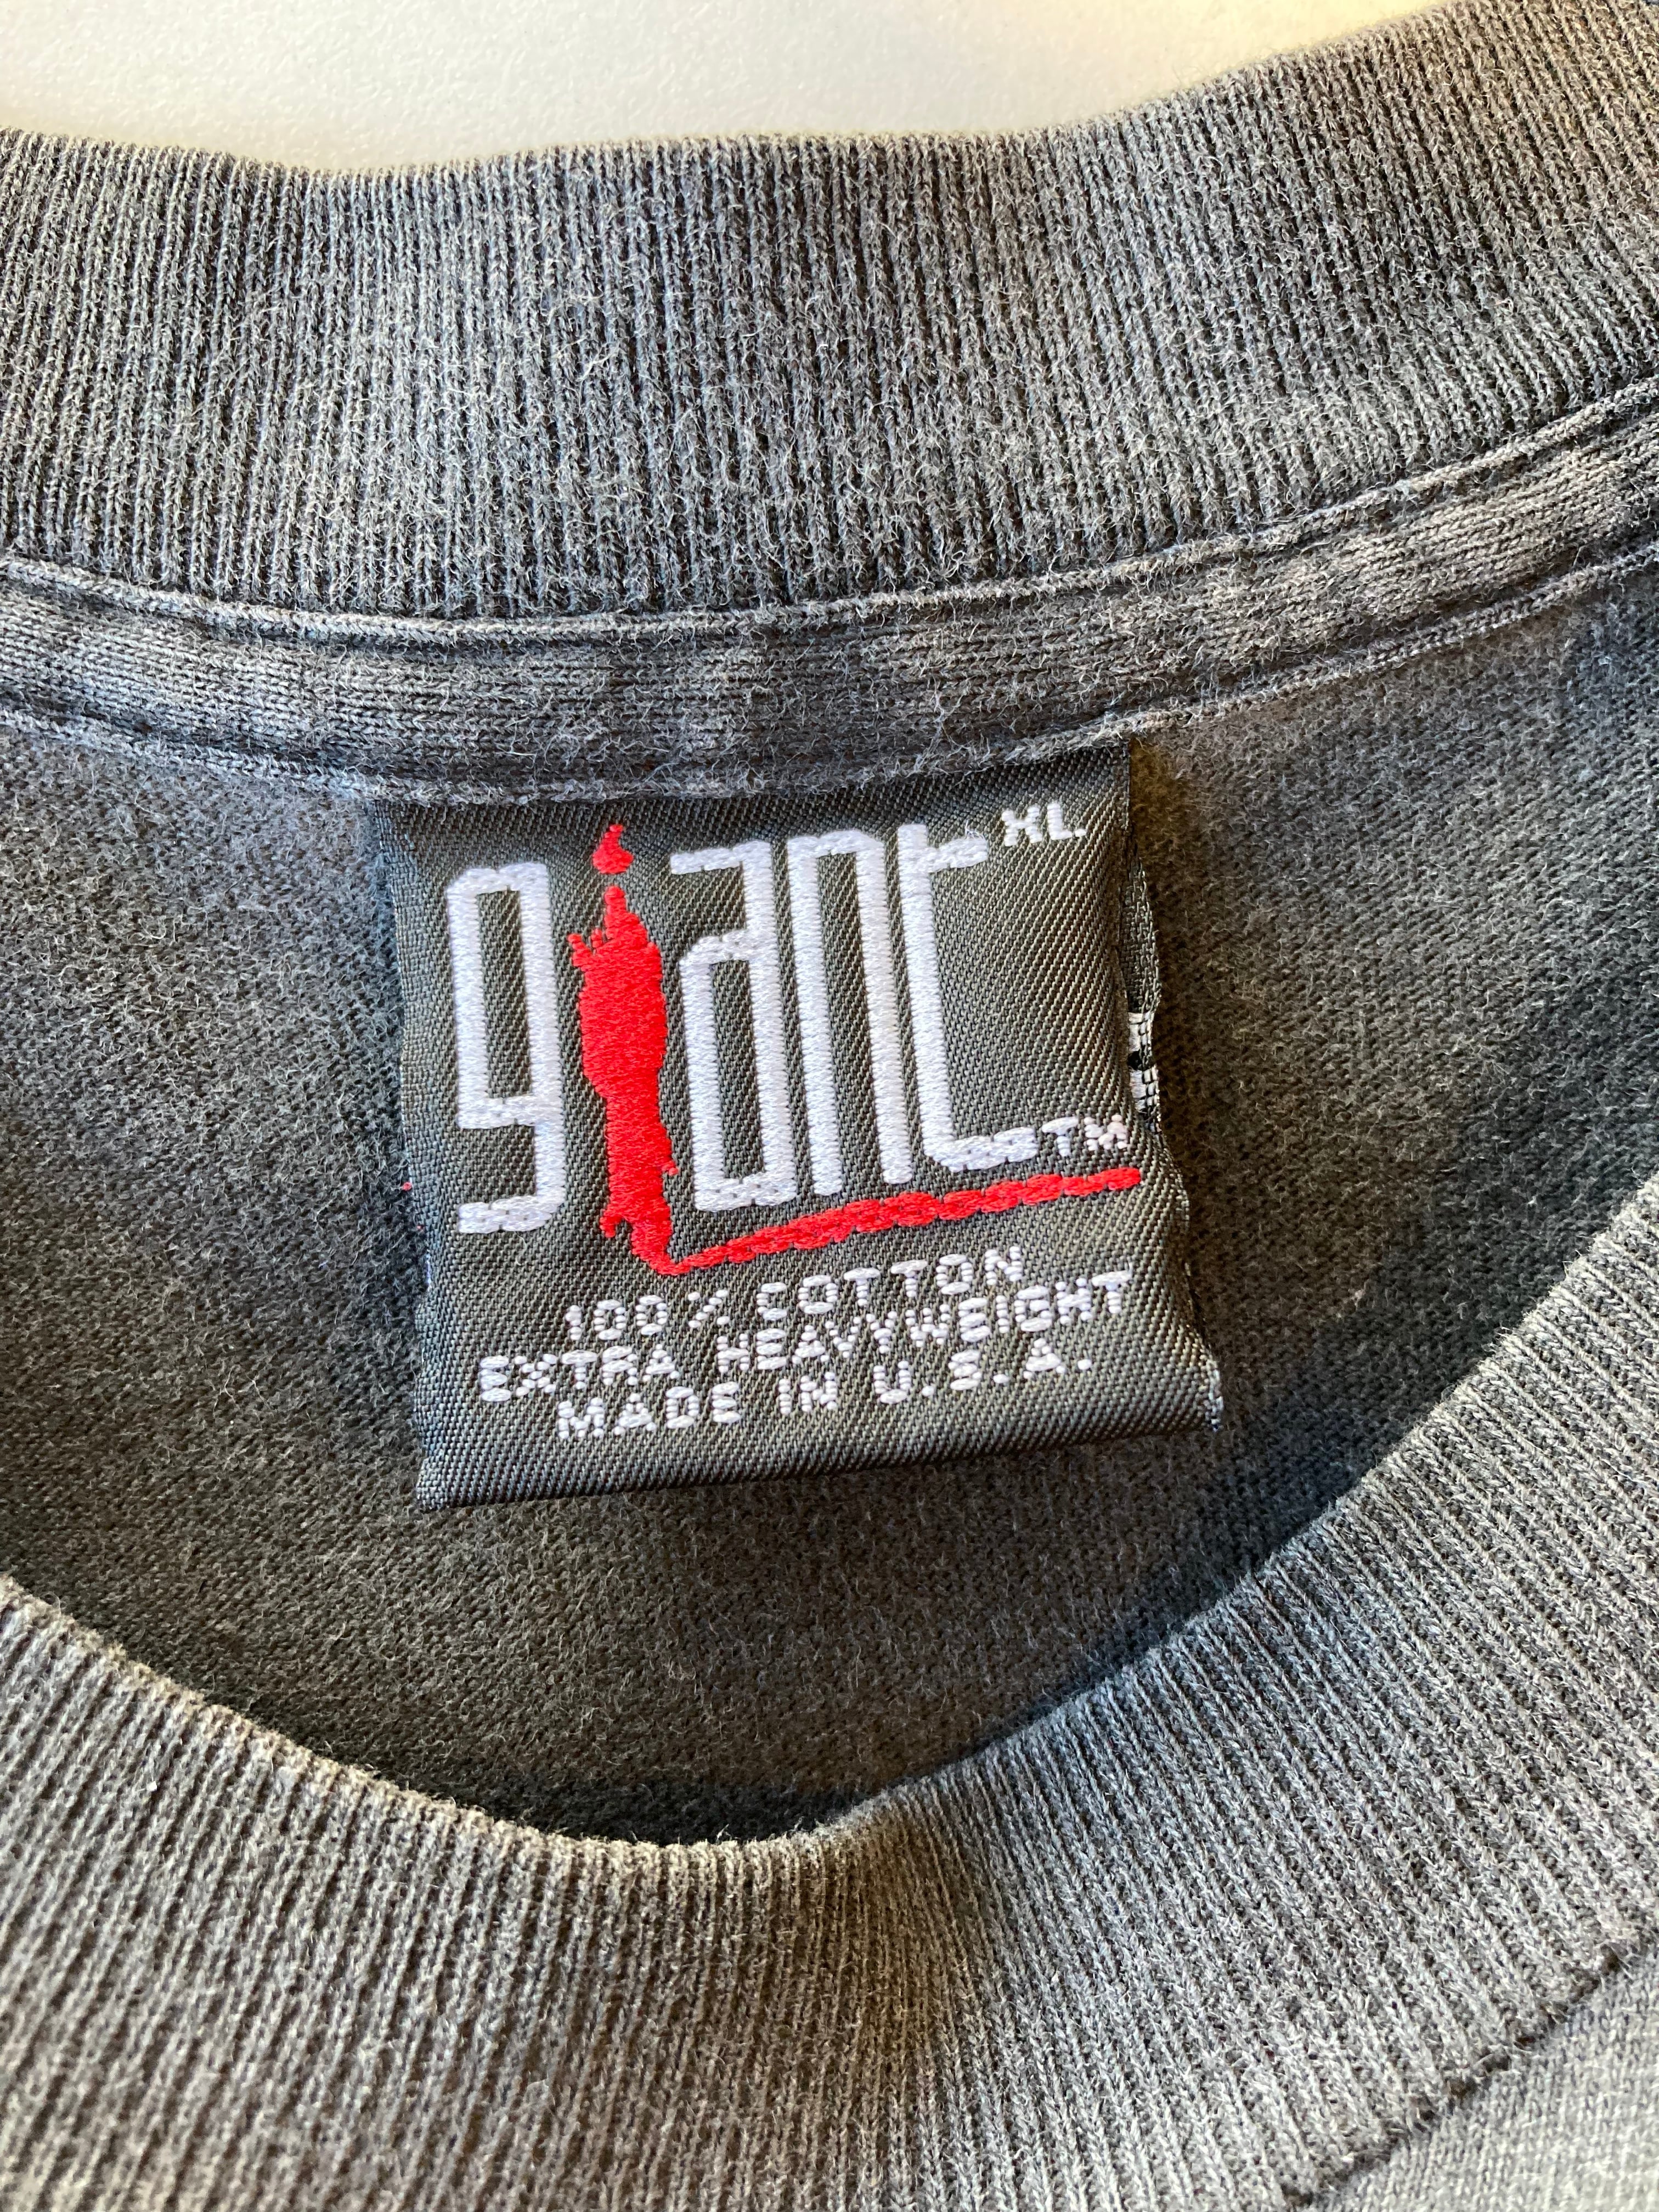 giant XL
TM
100% COTTON
EXTRA HEAVYWEIGHT
MADE IN U.S.A.